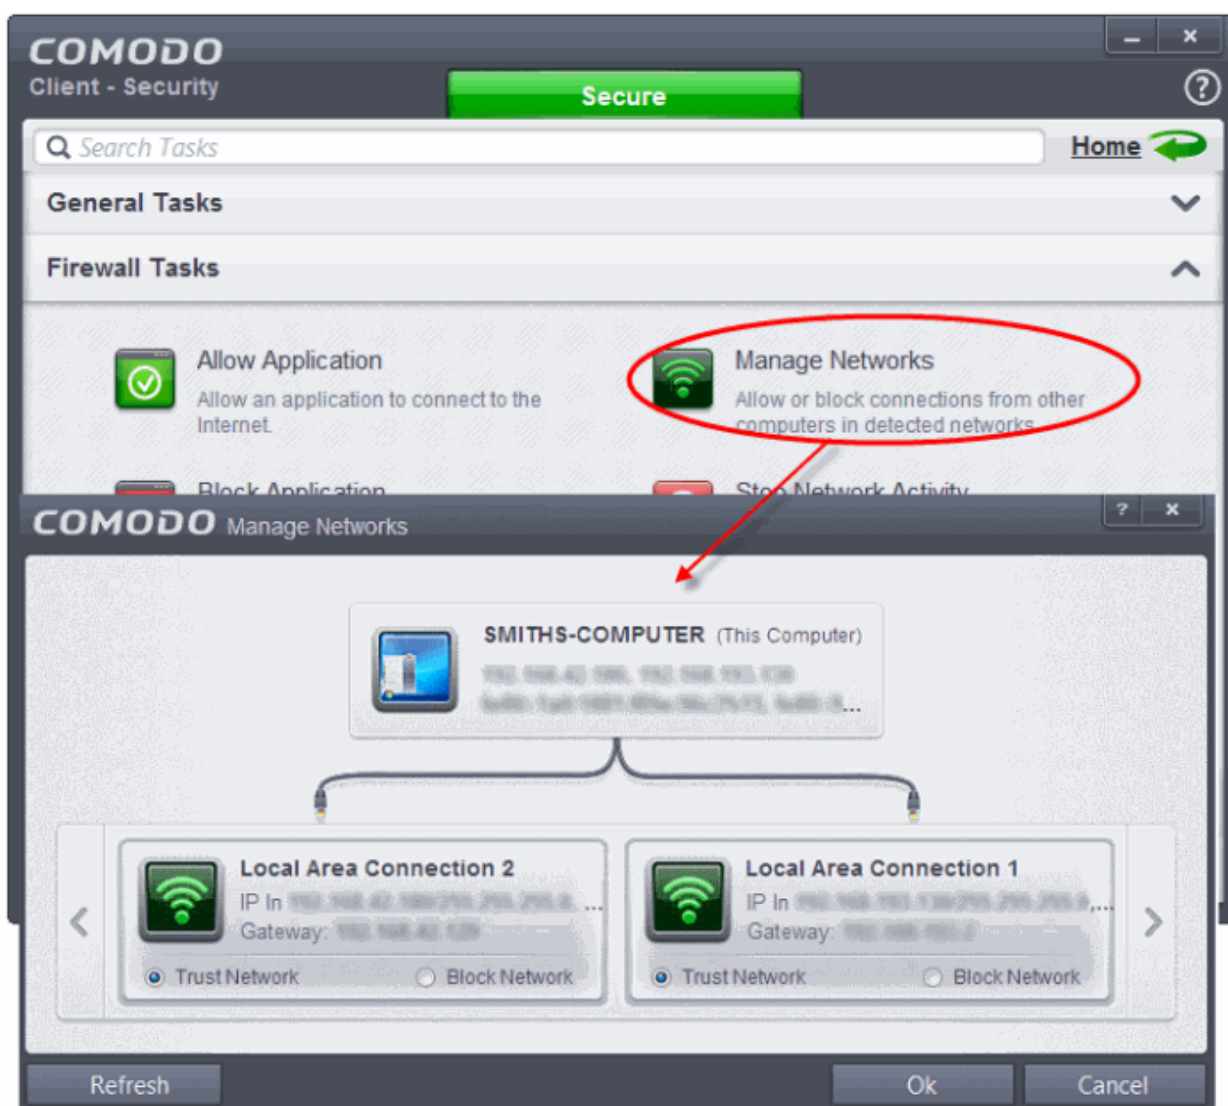 COMODO
Client - Security
Secure
?
Search Tasks
Home
General Tasks
Firewall Tasks
Allow Application
Allow an application to connect to the
Internet.
Manage Networks
Allow or block connections from other
computers in detected networks.
Block Application
Stop Network Activity
COMODO Manage Networks
?
SMITHS-COMPUTER (This Computer)
...
Local Area Connection 2
IP In ...
Gateway:
Trust Network Block Network
Local Area Connection 1
IP In ...
Gateway:
Trust Network Block Network
Refresh Ok Cancel